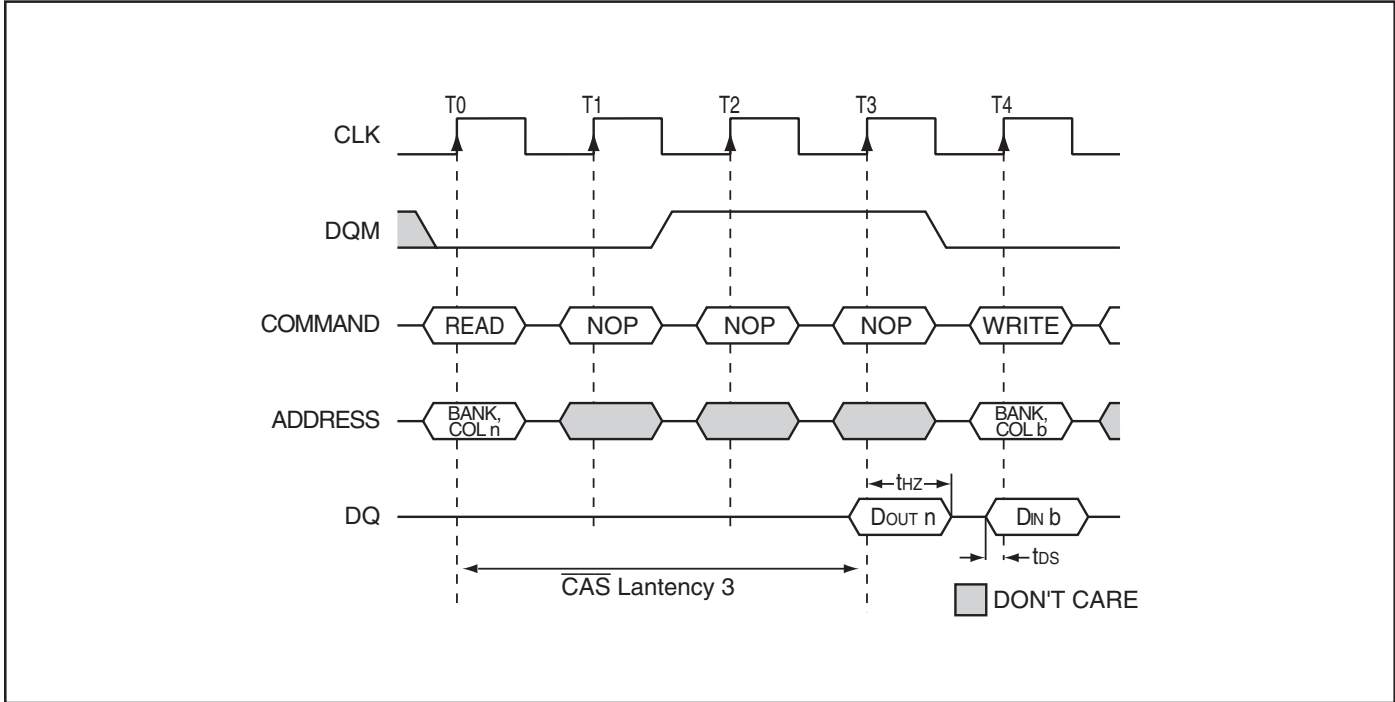 T0 T1 T2 T3 T4
CLK
DQM
COMMAND READ NOP NOP NOP WRITE
ADDRESS BANK, COL n BANK, COL b
tHZ
DQ DOUT n DIN b
tDS
CAS Lantency 3
DON'T CARE